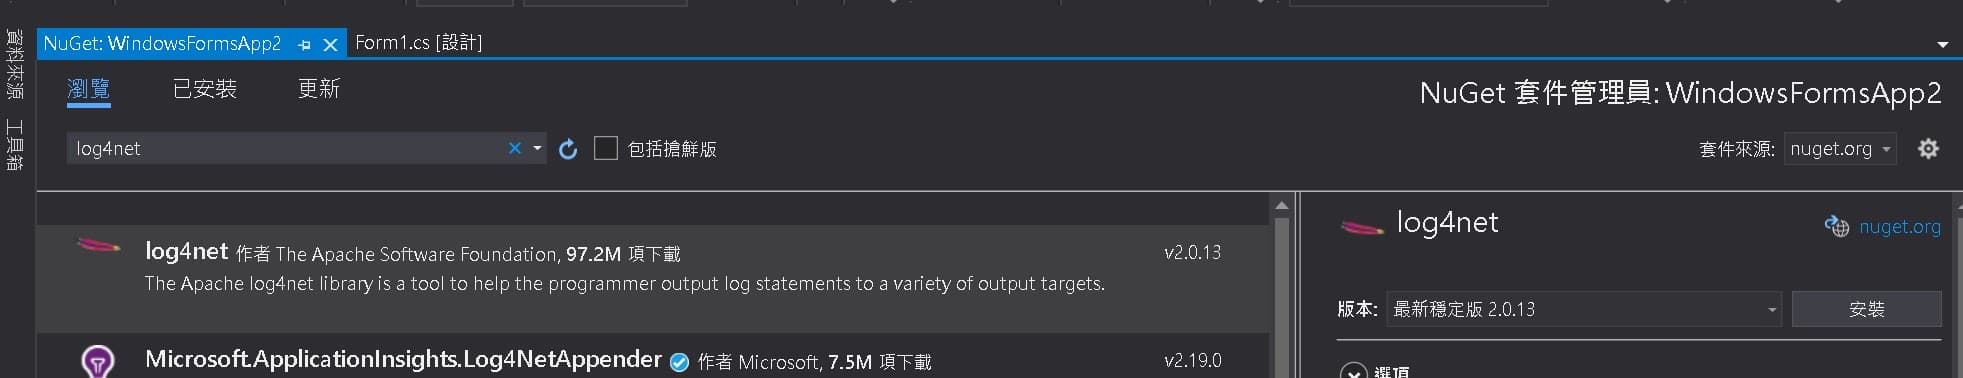 資料來源
工具箱
NuGet: WindowsFormsApp2
Form1.cs [設計]
瀏覽 已安裝 更新
NuGet 套件管理員: WindowsFormsApp2
log4net
包括搶鮮版
套件來源: nuget.org
log4net 作者 The Apache Software Foundation, 97.2M 項下載
v2.0.13
The Apache log4net library is a tool to help the programmer output log statements to a variety of output targets.
Microsoft.ApplicationInsights.Log4NetAppender 作者 Microsoft, 7.5M 項下載
v2.19.0
log4net
nuget.org
版本: 最新穩定版 2.0.13
安裝
選項